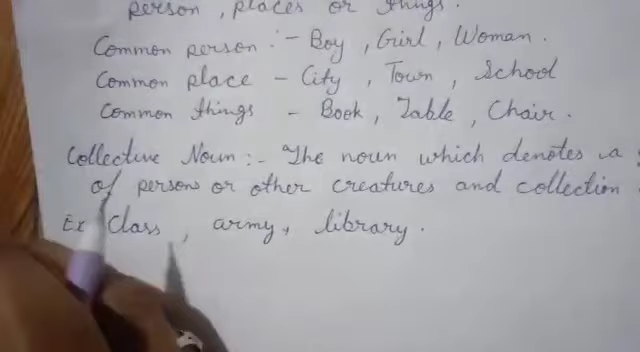 person, places or things.
Common person :- Boy, Girl, Woman.
Common place - City, Town, School
Common things - Book, Table, Chair.
Collective Noun :- The noun which denotes a
of persons or other creatures and collection
Ex Class, army, library.